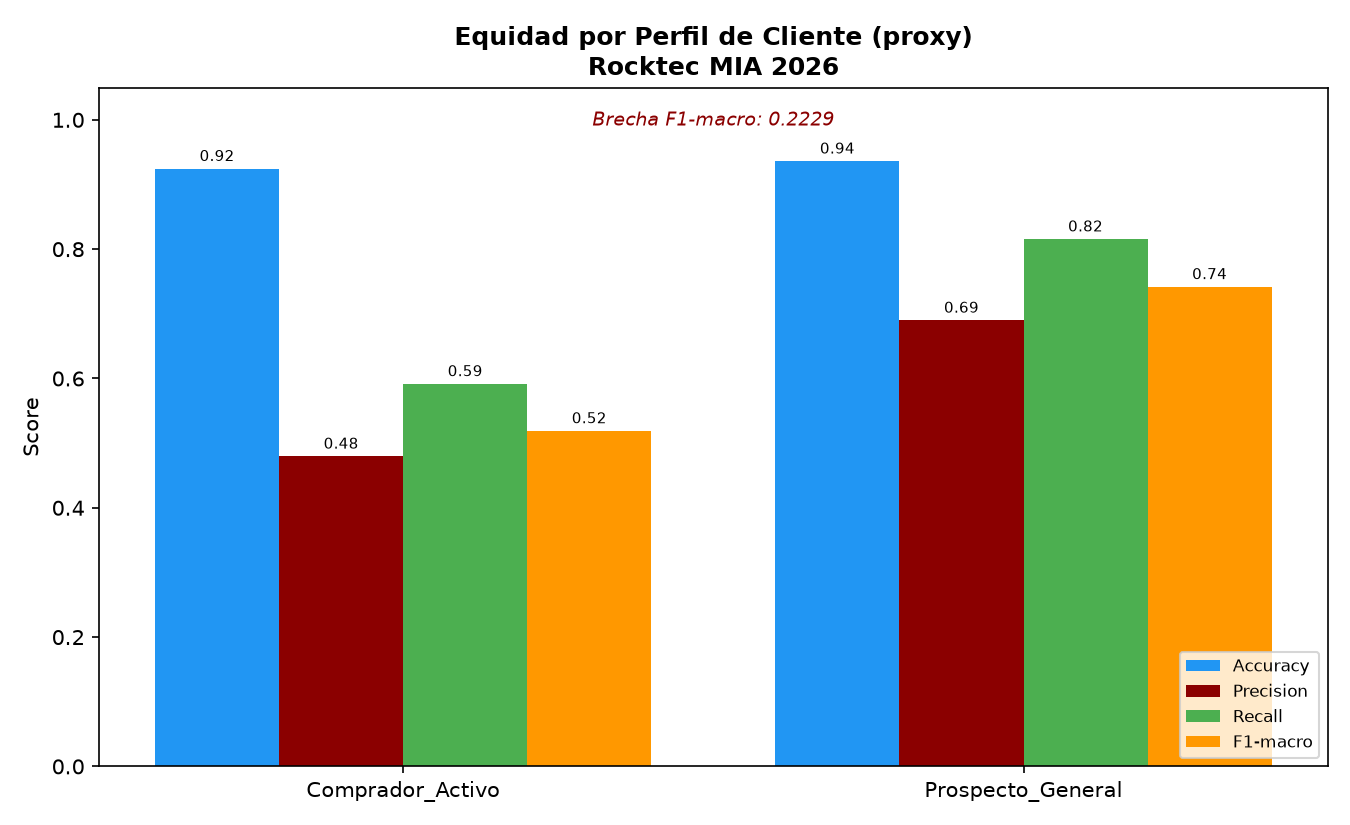 Equidad por Perfil de Cliente (proxy)
Rocktec MIA 2026
Brecha F1-macro: 0.2229
Score
1.0
0.8
0.6
0.4
0.2
0.0
0.92
0.48
0.59
0.52
0.94
0.69
0.82
0.74
Accuracy
Precision
Recall
F1-macro
Comprador_Activo
Prospecto_General